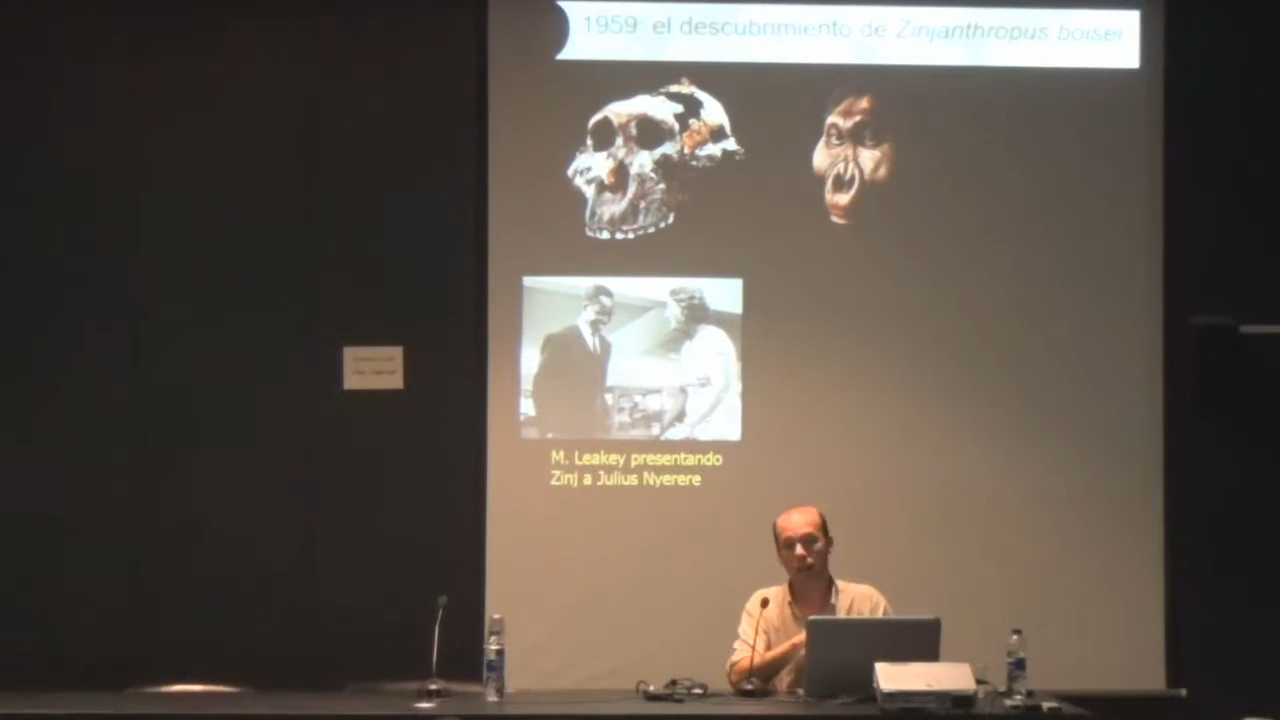 1959: el descubrimiento de Zinjanthropus boisei
M. Leakey presentando
Zinj a Julius Nyerere